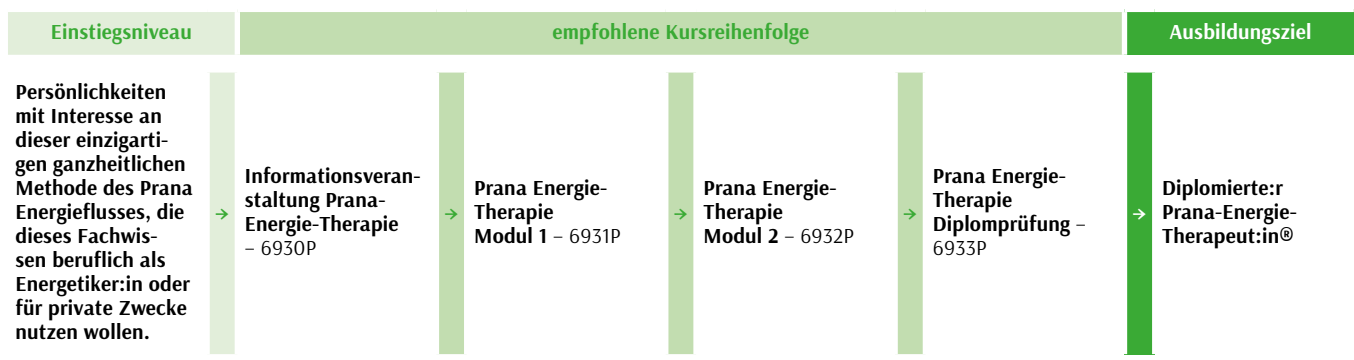 Einstiegsniveau
empfohlene Kursreihenfolge
Ausbildungsziel
Persönlichkeiten
mit Interesse an
dieser einzigarti-
gen ganzheitlichen
Methode des Prana
Energieflusses, die
dieses Fachwis-
sen beruflich als
Energetiker:in oder
für private Zwecke
nutzen wollen.
→
Informationsveran-
staltung Prana-
Energie-Therapie
– 6930P
→
Prana Energie-
Therapie
Modul 1 – 6931P
→
Prana Energie-
Therapie
Modul 2 – 6932P
→
Prana Energie-
Therapie
Diplomprüfung –
6933P
→
Diplomierte:r
Prana-Energie-
Therapeut:in®